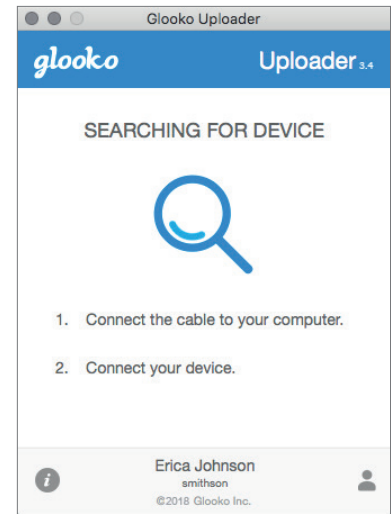 Glooko Uploader
glooko Uploader 3.4
SEARCHING FOR DEVICE
1. Connect the cable to your computer.
2. Connect your device.
i
Erica Johnson
smithson
©2018 Glooko Inc.